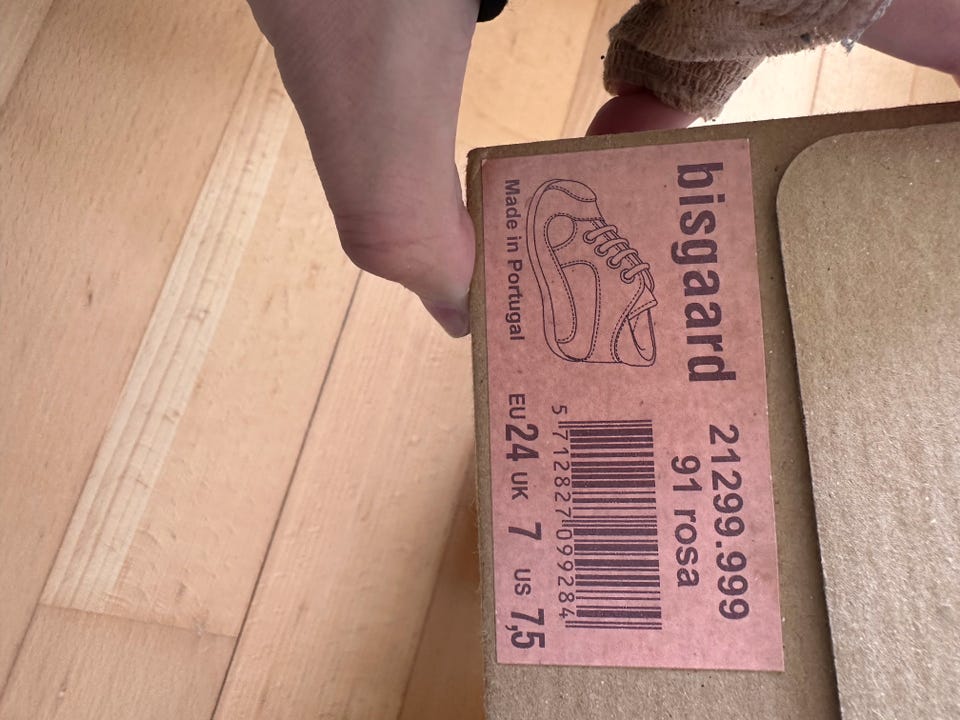 bisgaard
21299.999
91 rosa
5 712827 099284
Made in Portugal
EU 24 UK 7 US 7,5